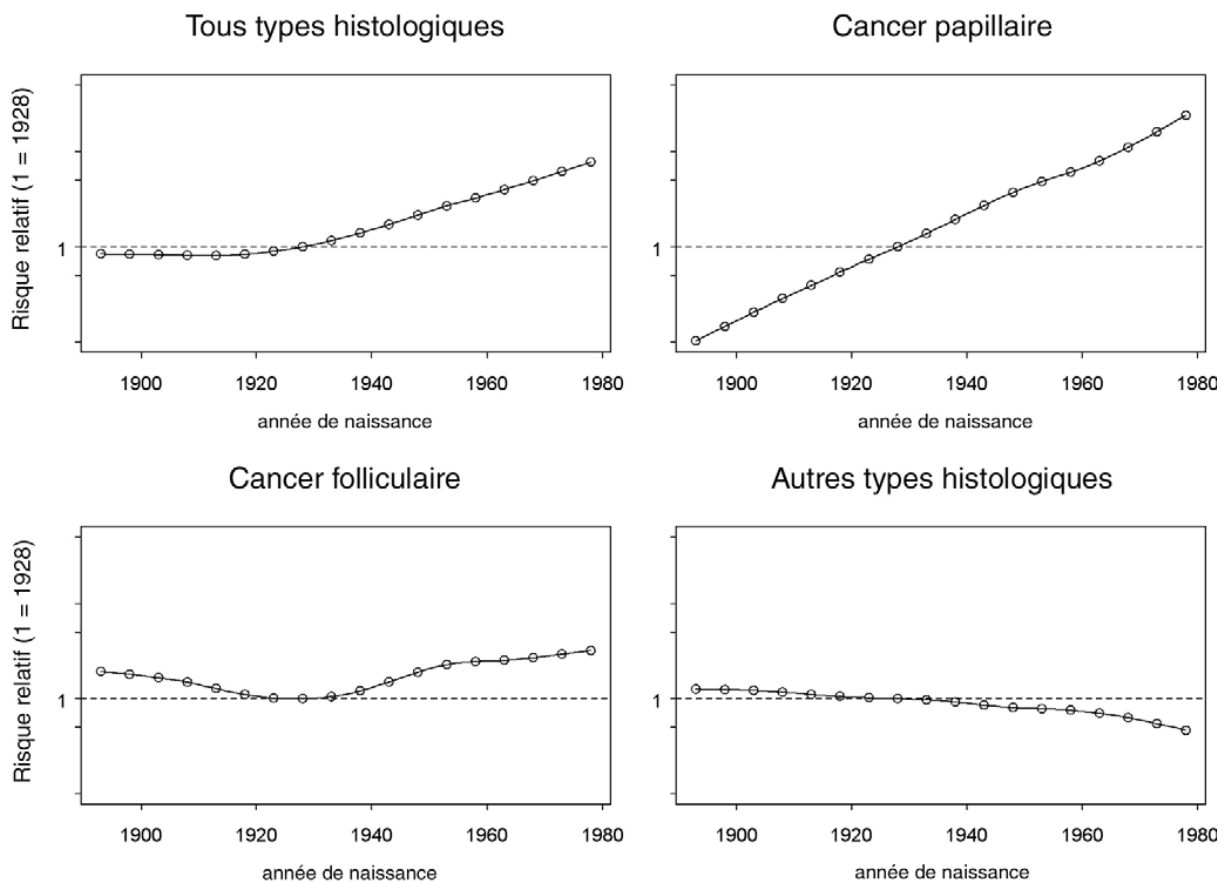 Tous types histologiques
Risque relatif (1 = 1928)
1
1900 1920 1940 1960 1980
année de naissance
Cancer papillaire
1
1900 1920 1940 1960 1980
année de naissance
Cancer folliculaire
Risque relatif (1 = 1928)
1
1900 1920 1940 1960 1980
année de naissance
Autres types histologiques
1
1900 1920 1940 1960 1980
année de naissance